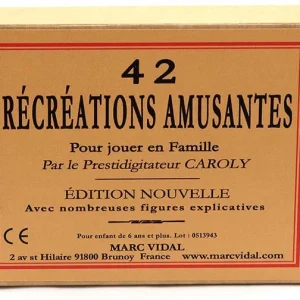 42
RÉCRÉATIONS AMUSANTES
Pour jouer en Famille
Par le Prestidigitateur CAROLY
ÉDITION NOUVELLE
Avec nombreuses figures explicatives
CE
Pour enfant de 6 ans et plus. Lot : 0513943
MARC VIDAL
2 av st Hilaire 91800 Brunoy France www.marcvidal.com